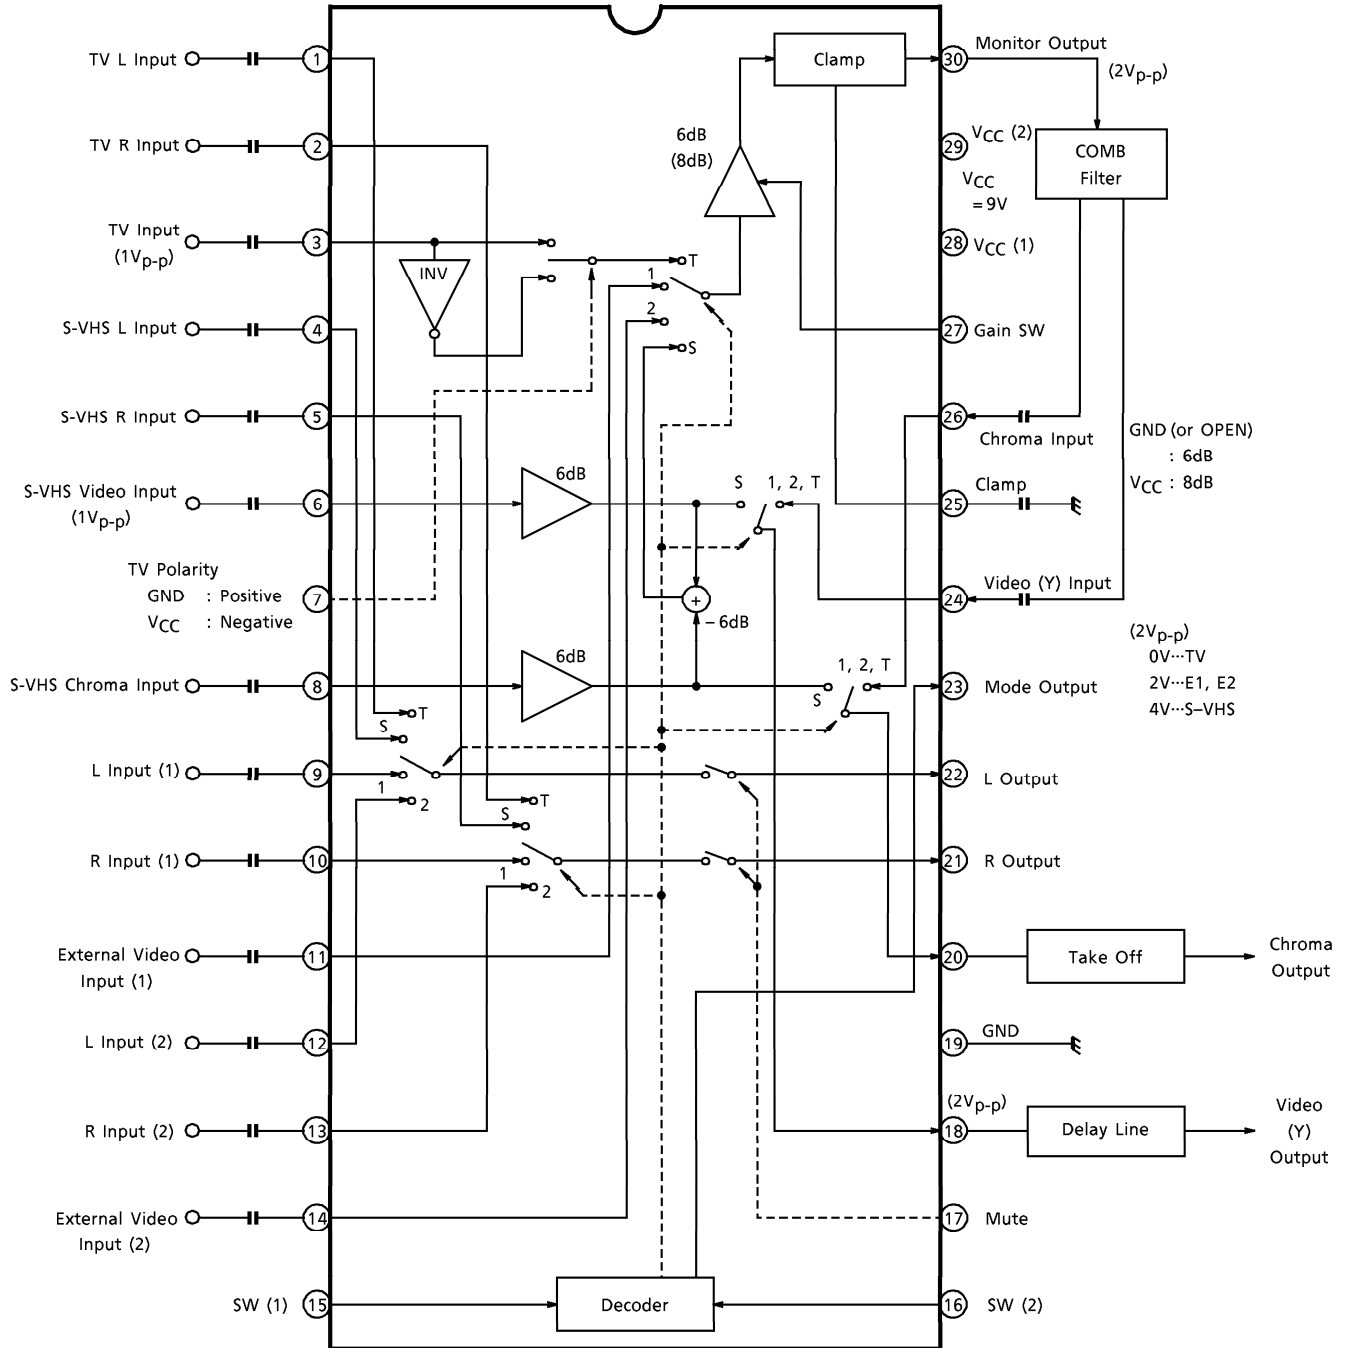 TV L Input
1
TV R Input
2
TV Input
(1Vp-p)
3
S-VHS L Input
4
S-VHS R Input
5
S-VHS Video Input
(1Vp-p)
6
TV Polarity
GND : Positive
VCC : Negative
7
S-VHS Chroma Input
8
L Input (1)
9
R Input (1)
10
External Video
Input (1)
11
L Input (2)
12
R Input (2)
13
External Video
Input (2)
14
SW (1)
15
INV
T
1
2
S
6dB
(8dB)
Clamp
6dB
S
1, 2, T
+
– 6dB
6dB
1, 2, T
S
T
S
1
2
T
S
1
2
Decoder
30
Monitor Output
(2Vp-p)
29
VCC (2)
VCC
= 9V
28
VCC (1)
COMB
Filter
27
Gain SW
26
Chroma Input
GND (or OPEN)
: 6dB
VCC : 8dB
25
Clamp
24
Video (Y) Input
(2Vp-p)
0V···TV
2V···E1, E2
4V···S–VHS
23
Mode Output
22
L Output
21
R Output
20
Take Off
Chroma
Output
19
GND
(2Vp-p)
18
Delay Line
Video
(Y)
Output
17
Mute
16
SW (2)